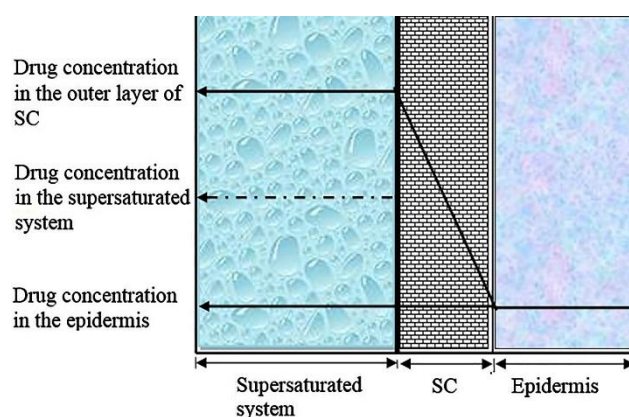 Drug concentration
in the outer layer of
SC
Drug concentration
in the supersaturated
system
Drug concentration
in the epidermis
Supersaturated
system
SC
Epidermis